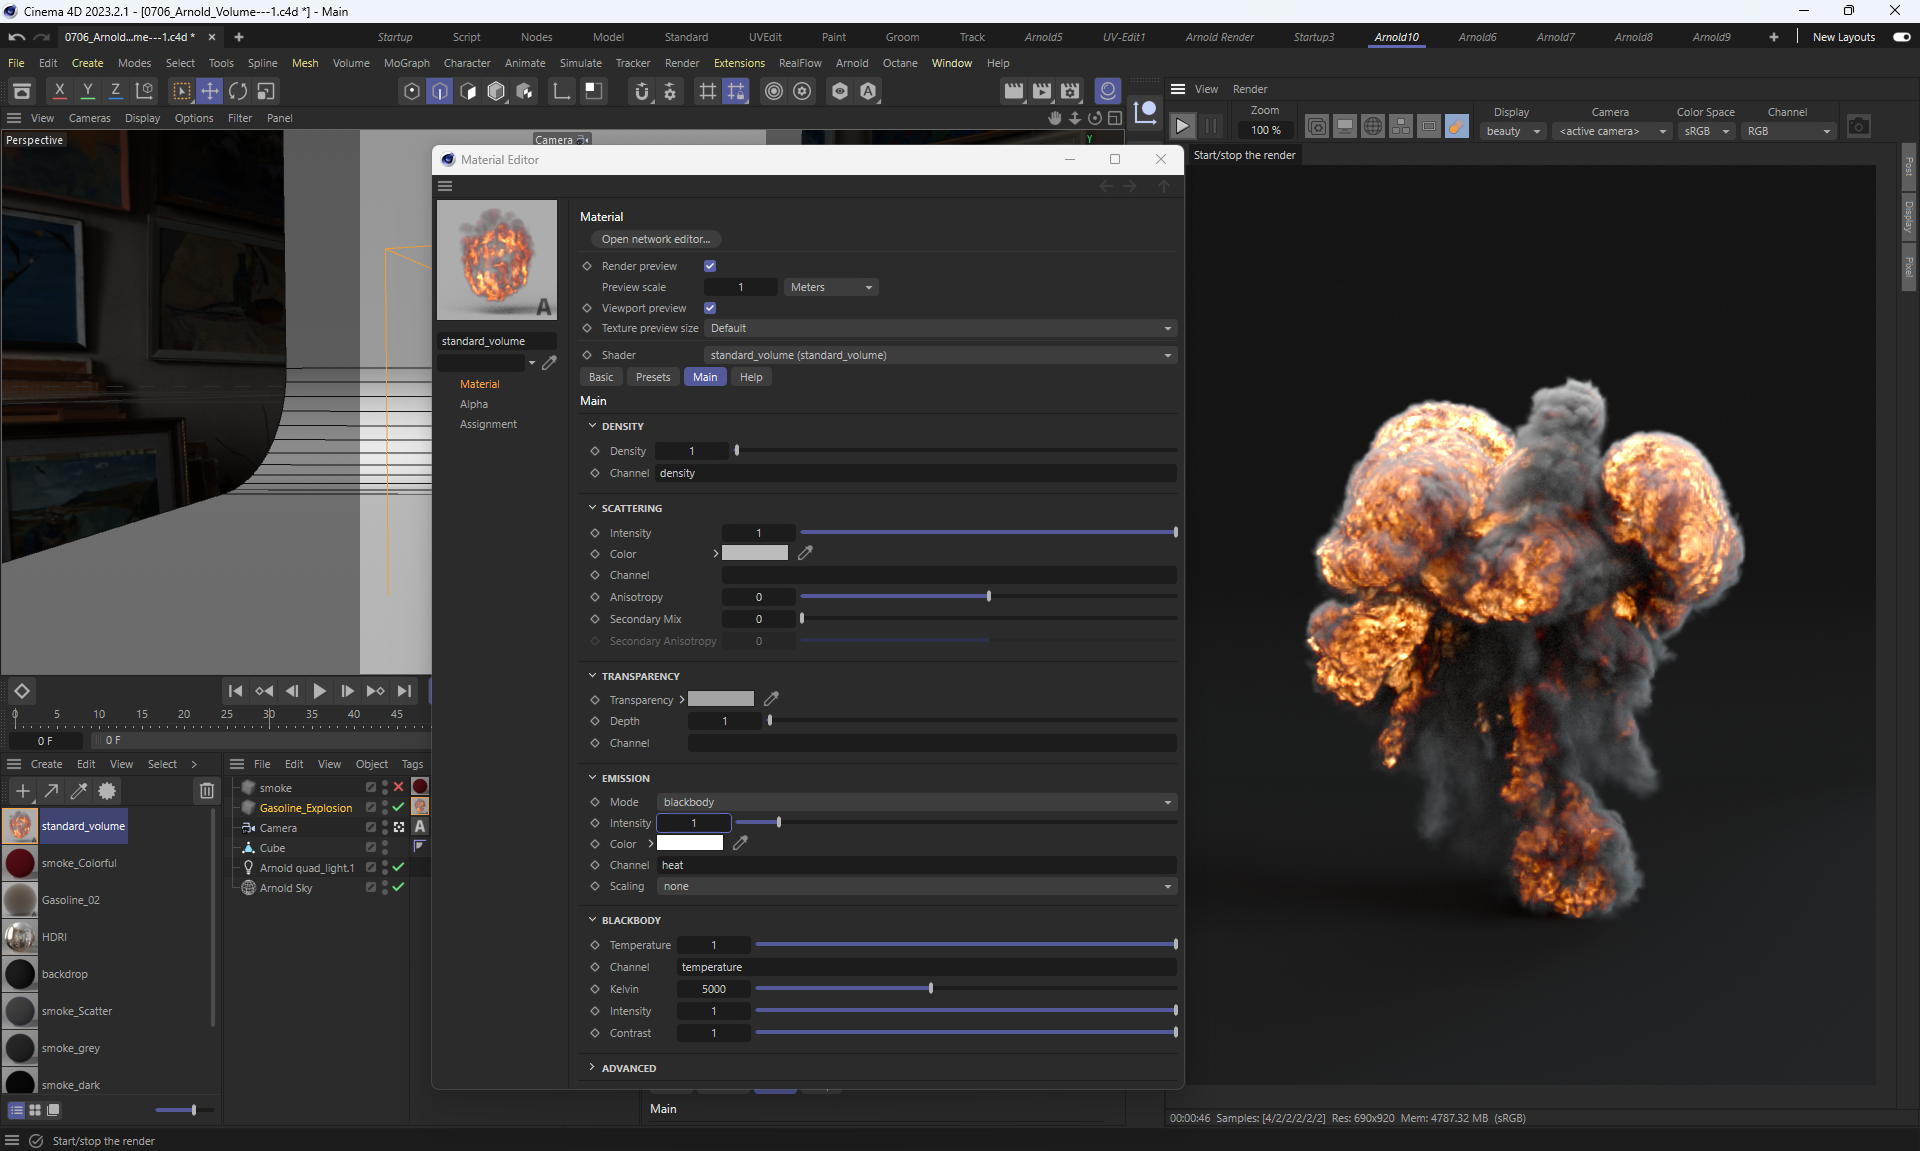 Cinema 4D 2023.2.1 - [0706_Arnold_Volume---1.c4d *] - Main
0706_Arnold...me---1.c4d *
Startup Script Nodes Model Standard UVEdit Paint Groom Track Arnold5 UV-Edit1 Arnold Render Startup3 Arnold10 Arnold6 Arnold7 Arnold8 Arnold9 New Layouts
File Edit Create Modes Select Tools Spline Mesh Volume MoGraph Character Animate Simulate Tracker Render Extensions RealFlow Arnold Octane Window Help
X Y Z
View Cameras Display Options Filter Panel
Perspective
Camera
Y
View Render
Zoom Display Camera Color Space Channel
100 % beauty <active camera> sRGB RGB
Start/stop the render
Post
Display
Pixel
Material Editor
Material
Open network editor...
Render preview
Preview scale 1 Meters
Viewport preview
Texture preview size Default
Shader standard_volume (standard_volume)
Basic Presets Main Help
Main
A
standard_volume
Material
Alpha
Assignment
DENSITY
Density 1
Channel density
SCATTERING
Intensity 1
Color
Channel
Anisotropy 0
Secondary Mix 0
Secondary Anisotropy 0
TRANSPARENCY
Transparency
Depth 1
Channel
EMISSION
Mode blackbody
Intensity 1
Color
Channel heat
Scaling none
BLACKBODY
Temperature 1
Channel temperature
Kelvin 5000
Intensity 1
Contrast 1
ADVANCED
0 5 10 15 20 25 30 35 40 45
0 F 0 F
Create Edit View Select
standard_volume
smoke_Colorful
Gasoline_02
HDRI
backdrop
smoke_Scatter
smoke_grey
smoke_dark
File Edit View Object Tags
smoke
Gasoline_Explosion
Camera
Cube
Arnold quad_light.1
Arnold Sky
Main
00:00:46 Samples: [4/2/2/2/2/2] Res: 690x920 Mem: 4787.32 MB (sRGB)
Start/stop the render